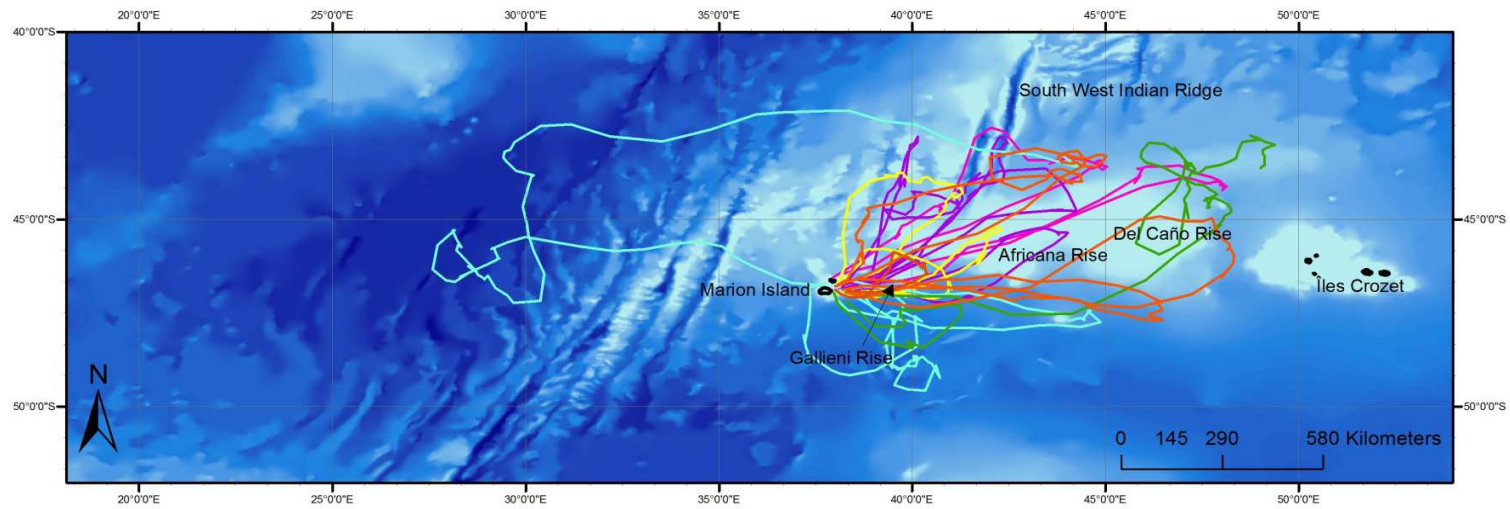 20°0'0"E 25°0'0"E 30°0'0"E 35°0'0"E 40°0'0"E 45°0'0"E 50°0'0"E
40°0'0"S 40°0'0"S
South West Indian Ridge
45°0'0"S 45°0'0"S
Del Caño Rise
Africana Rise
Marion Island Îles Crozet
Gallieni Rise
N
50°0'0"S 50°0'0"S
0 145 290 580 Kilometers
20°0'0"E 25°0'0"E 30°0'0"E 35°0'0"E 40°0'0"E 45°0'0"E 50°0'0"E